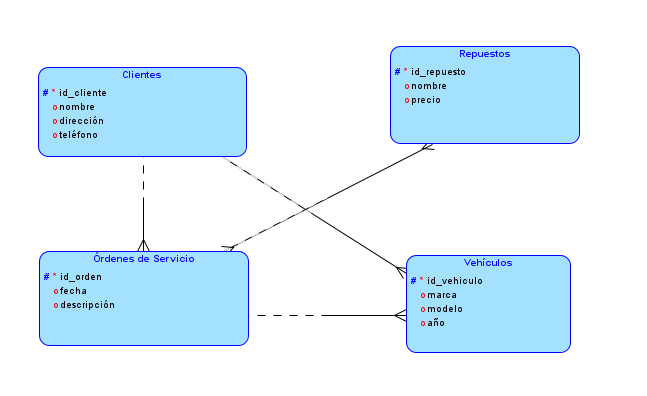 Clientes
# * id_cliente
o nombre
o dirección
o teléfono
Repuestos
# * id_repuesto
o nombre
o precio
Órdenes de Servicio
# * id_orden
o fecha
o descripción
Vehículos
# * id_vehiculo
o marca
o modelo
o año